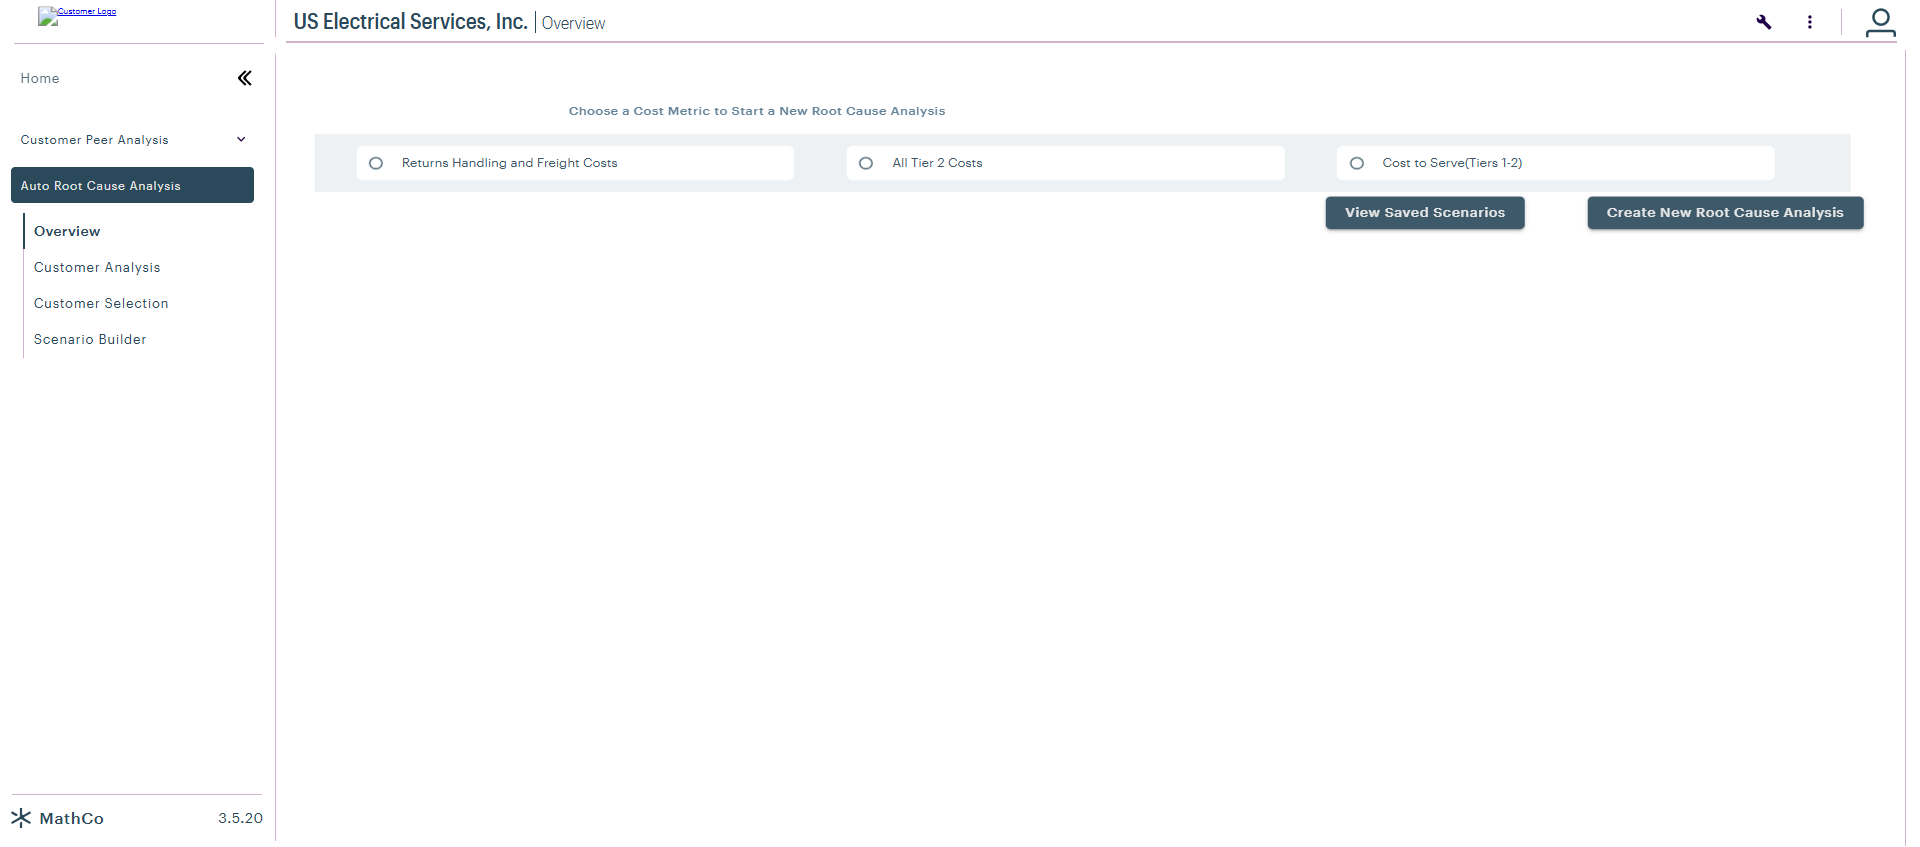 Customer Logo
US Electrical Services, Inc. | Overview
Home
Customer Peer Analysis
Auto Root Cause Analysis
Overview
Customer Analysis
Customer Selection
Scenario Builder
MathCo 3.5.20
Choose a Cost Metric to Start a New Root Cause Analysis
Returns Handling and Freight Costs
All Tier 2 Costs
Cost to Serve(Tiers 1-2)
View Saved Scenarios
Create New Root Cause Analysis